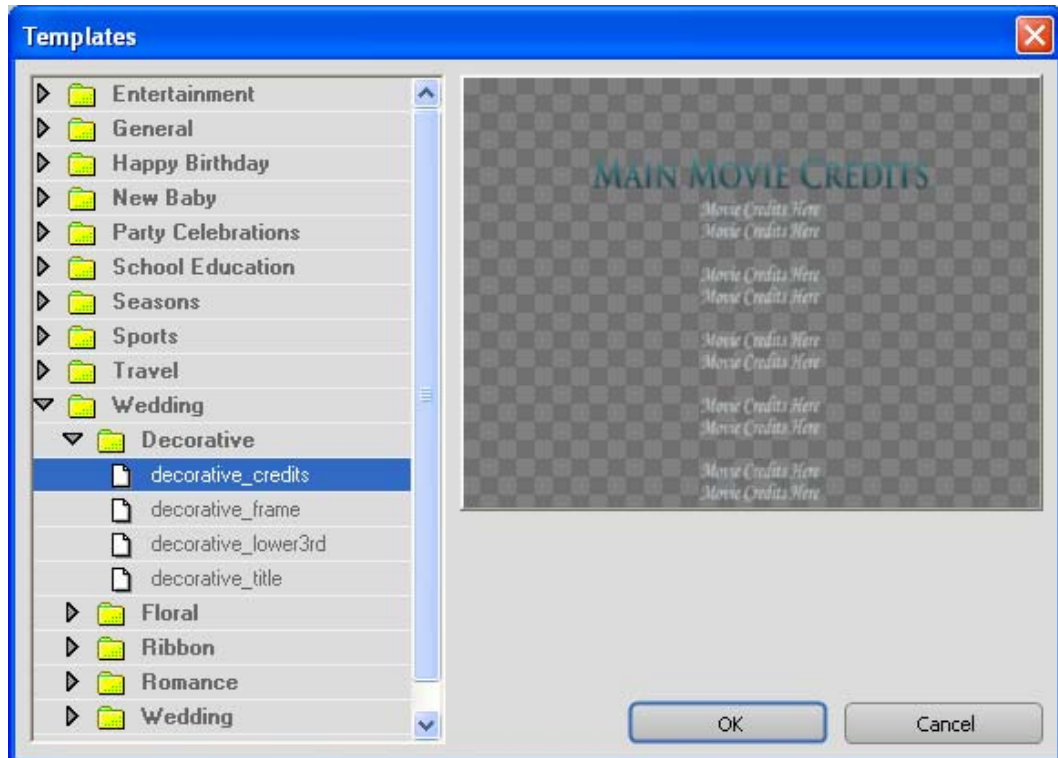 Templates
Entertainment
General
Happy Birthday
New Baby
Party Celebrations
School Education
Seasons
Sports
Travel
Wedding
Decorative
decorative_credits
decorative_frame
decorative_lower3rd
decorative_title
Floral
Ribbon
Romance
Wedding
MAIN MOVIE CREDITS
Movie Credits Here
Movie Credits Here
Movie Credits Here
Movie Credits Here
Movie Credits Here
Movie Credits Here
Movie Credits Here
Movie Credits Here
Movie Credits Here
Movie Credits Here
OK
Cancel